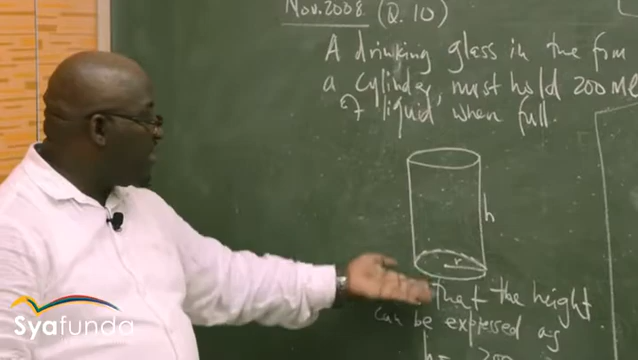 Nov. 2008. (Q. 10)
A drinking glass in the form
a cylinder, must hold 200 ml
of liquid when full.
h
r
that the height
can be expressed as
h = 200
Syafunda